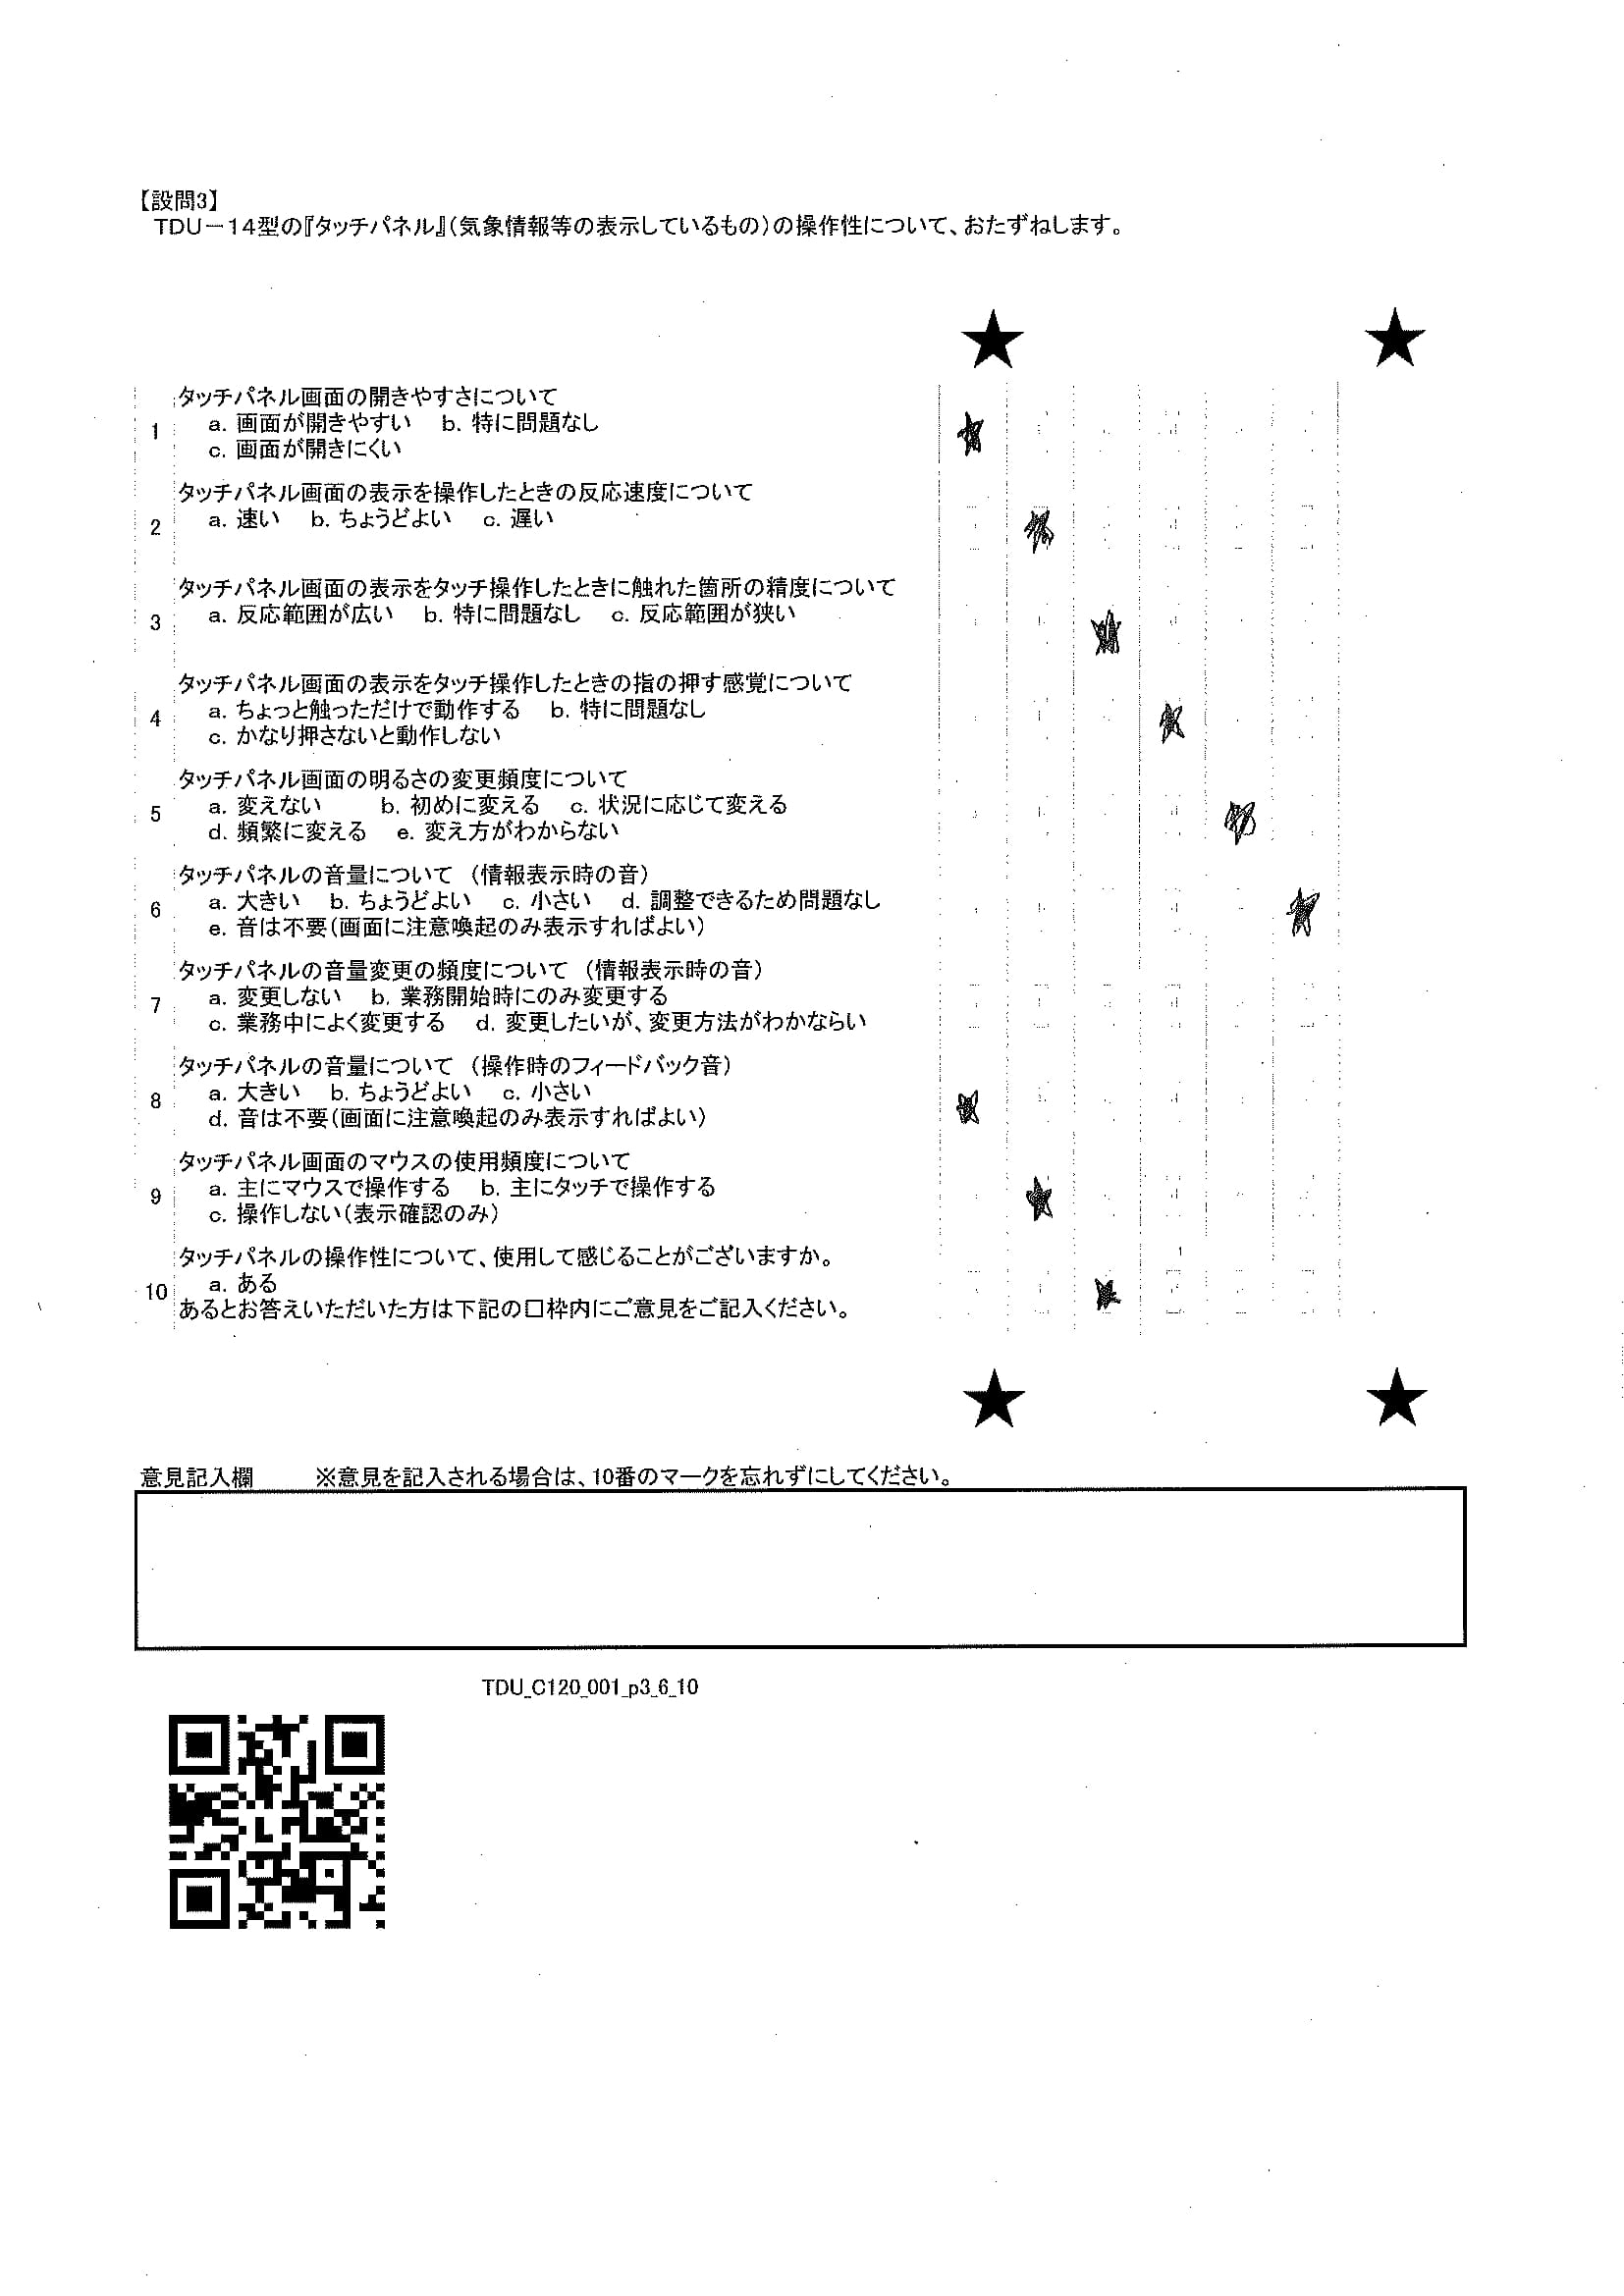 【設問3】
TDU－14型の『タッチパネル』（気象情報等の表示しているもの）の操作性について、おたずねします。
★ ★
タッチパネル画面の開きやすさについて
1 a. 画面が開きやすい b. 特に問題なし
c. 画面が開きにくい
タッチパネル画面の表示を操作したときの反応速度について
2 a. 速い b. ちょうどよい c. 遅い
タッチパネル画面の表示をタッチ操作したときに触れた箇所の精度について
3 a. 反応範囲が広い b. 特に問題なし c. 反応範囲が狭い
タッチパネル画面の表示をタッチ操作したときの指の押す感覚について
4 a. ちょっと触っただけで動作する b. 特に問題なし
c. かなり押さないと動作しない
タッチパネル画面の明るさの変更頻度について
5 a. 変えない b. 初めに変える c. 状況に応じて変える
d. 頻繁に変える e. 変え方がわからない
タッチパネルの音量について （情報表示時の音）
6 a. 大きい b. ちょうどよい c. 小さい d. 調整できるため問題なし
e. 音は不要（画面に注意喚起のみ表示すればよい）
タッチパネルの音量変更の頻度について （情報表示時の音）
7 a. 変更しない b. 業務開始時にのみ変更する
c. 業務中によく変更する d. 変更したいが、変更方法がわかならい
タッチパネルの音量について （操作時のフィードバック音）
8 a. 大きい b. ちょうどよい c. 小さい
d. 音は不要（画面に注意喚起のみ表示すればよい）
タッチパネル画面のマウスの使用頻度について
9 a. 主にマウスで操作する b. 主にタッチで操作する
c. 操作しない（表示確認のみ）
タッチパネルの操作性について、使用して感じることがございますか。
10 a. ある
あるとお答えいただいた方は下記の□枠内にご意見をご記入ください。
★ ★
意見記入欄 ※意見を記入される場合は、10番のマークを忘れずにしてください。
TDU_C120_001_p3_6_10